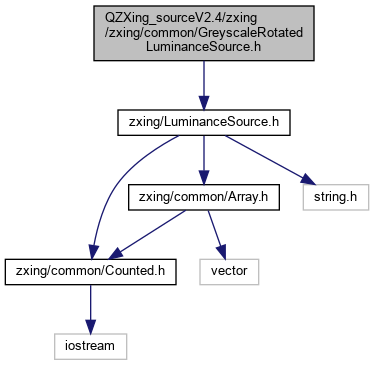 QZXing_sourceV2.4/zxing
/zxing/common/GreyscaleRotated
LuminanceSource.h
zxing/LuminanceSource.h
zxing/common/Array.h
string.h
zxing/common/Counted.h
vector
iostream